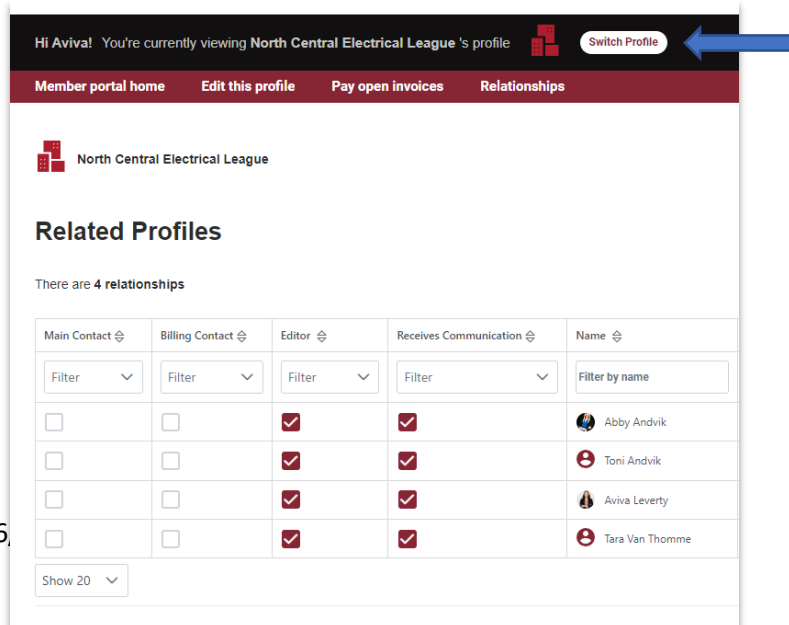 Hi Aviva! You're currently viewing North Central Electrical League 's profile Switch Profile
Member portal home Edit this profile Pay open invoices Relationships
North Central Electrical League
Related Profiles
There are 4 relationships
Main Contact Billing Contact Editor Receives Communication Name
Filter Filter Filter Filter Filter by name
Abby Andvik
Toni Andvik
Aviva Leverty
6,
Tara Van Thomme
Show 20